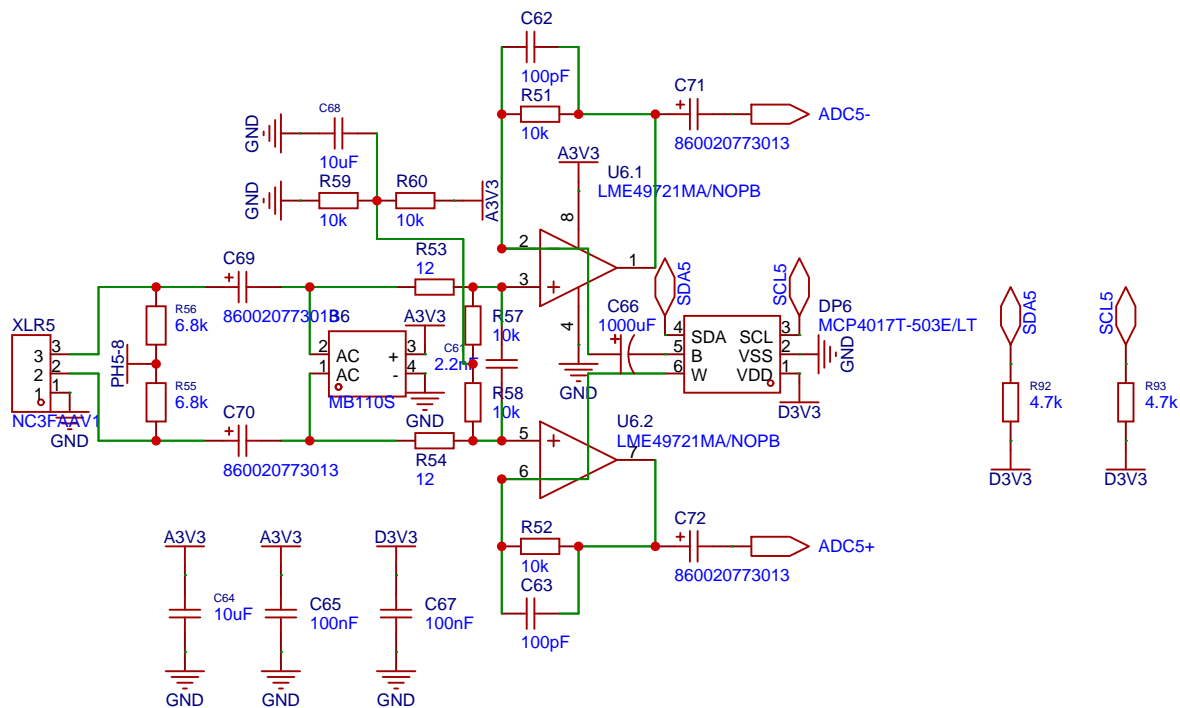 C62
100pF
R51
10k
C71
860020773013
ADC5-
C68
10uF
GND
R59
10k
R60
10k
GND
A3V3
A3V3
U6.1
LME49721MA/NOPB
8
2
3
1
4
GND
R53
12
C69
860020773013
B6
R56
6.8k
PH5-8
R55
6.8k
XLR5
3
2
1
NC3FAAV1
GND
2
AC
1
AC
+
3
-
4
MB110S
A3V3
GND
C61
2.2nF
R57
10k
R58
10k
C70
860020773013
R54
12
C66
1000uF
SDA5
SCL5
DP6
MCP4017T-503E/LT
4
SDA
5
B
6
W
SCL
3
VSS
2
VDD
1
GND
D3V3
SDA5
R92
4.7k
D3V3
SCL5
R93
4.7k
D3V3
U6.2
LME49721MA/NOPB
5
6
7
R52
10k
C63
100pF
C72
860020773013
ADC5+
A3V3
C64
10uF
GND
A3V3
C65
100nF
GND
D3V3
C67
100nF
GND